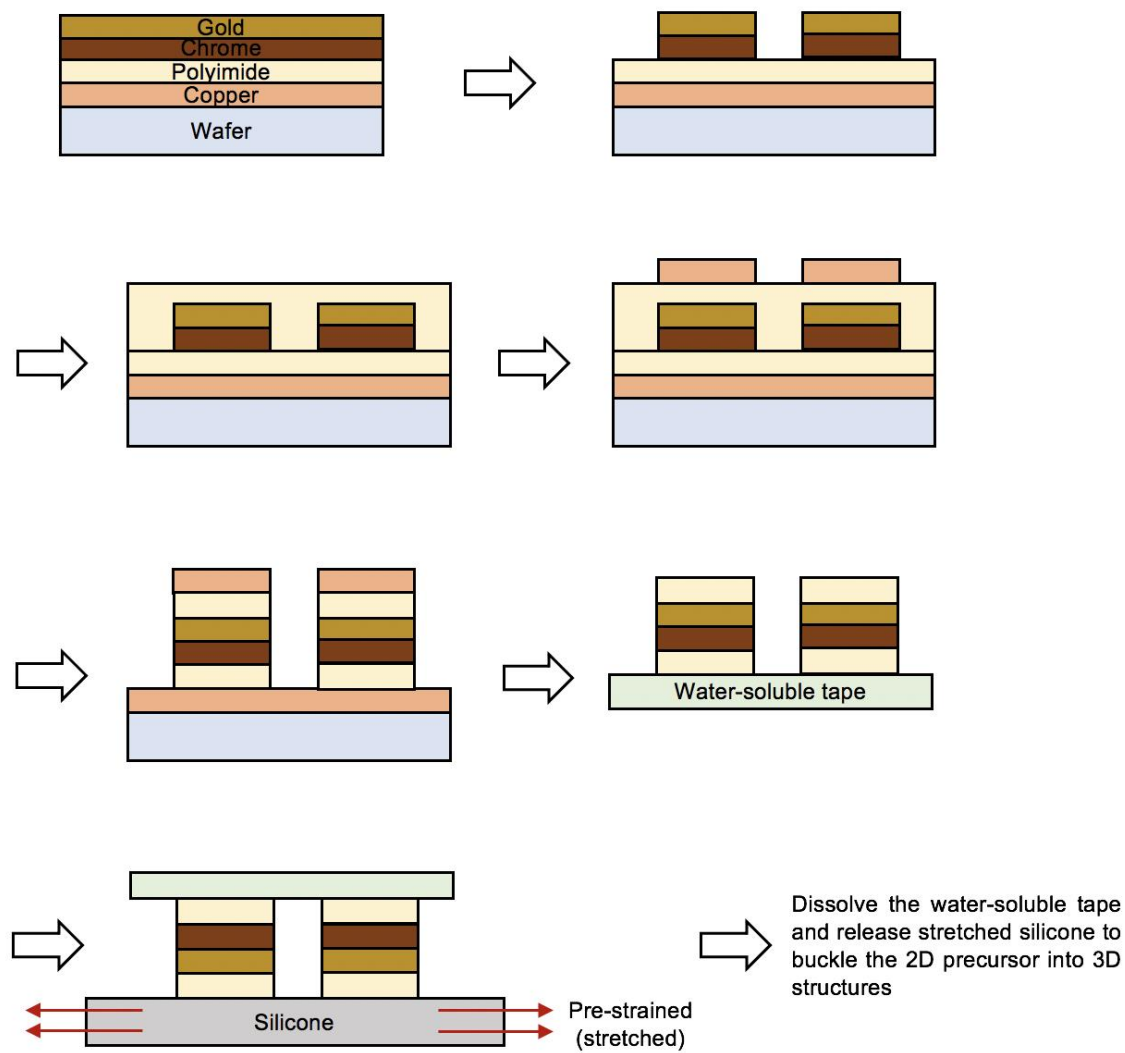 Gold
Chrome
Polyimide
Copper
Wafer
Water-soluble tape
Silicone
Pre-strained
(stretched)
Dissolve the water-soluble tape
and release stretched silicone to
buckle the 2D precursor into 3D
structures